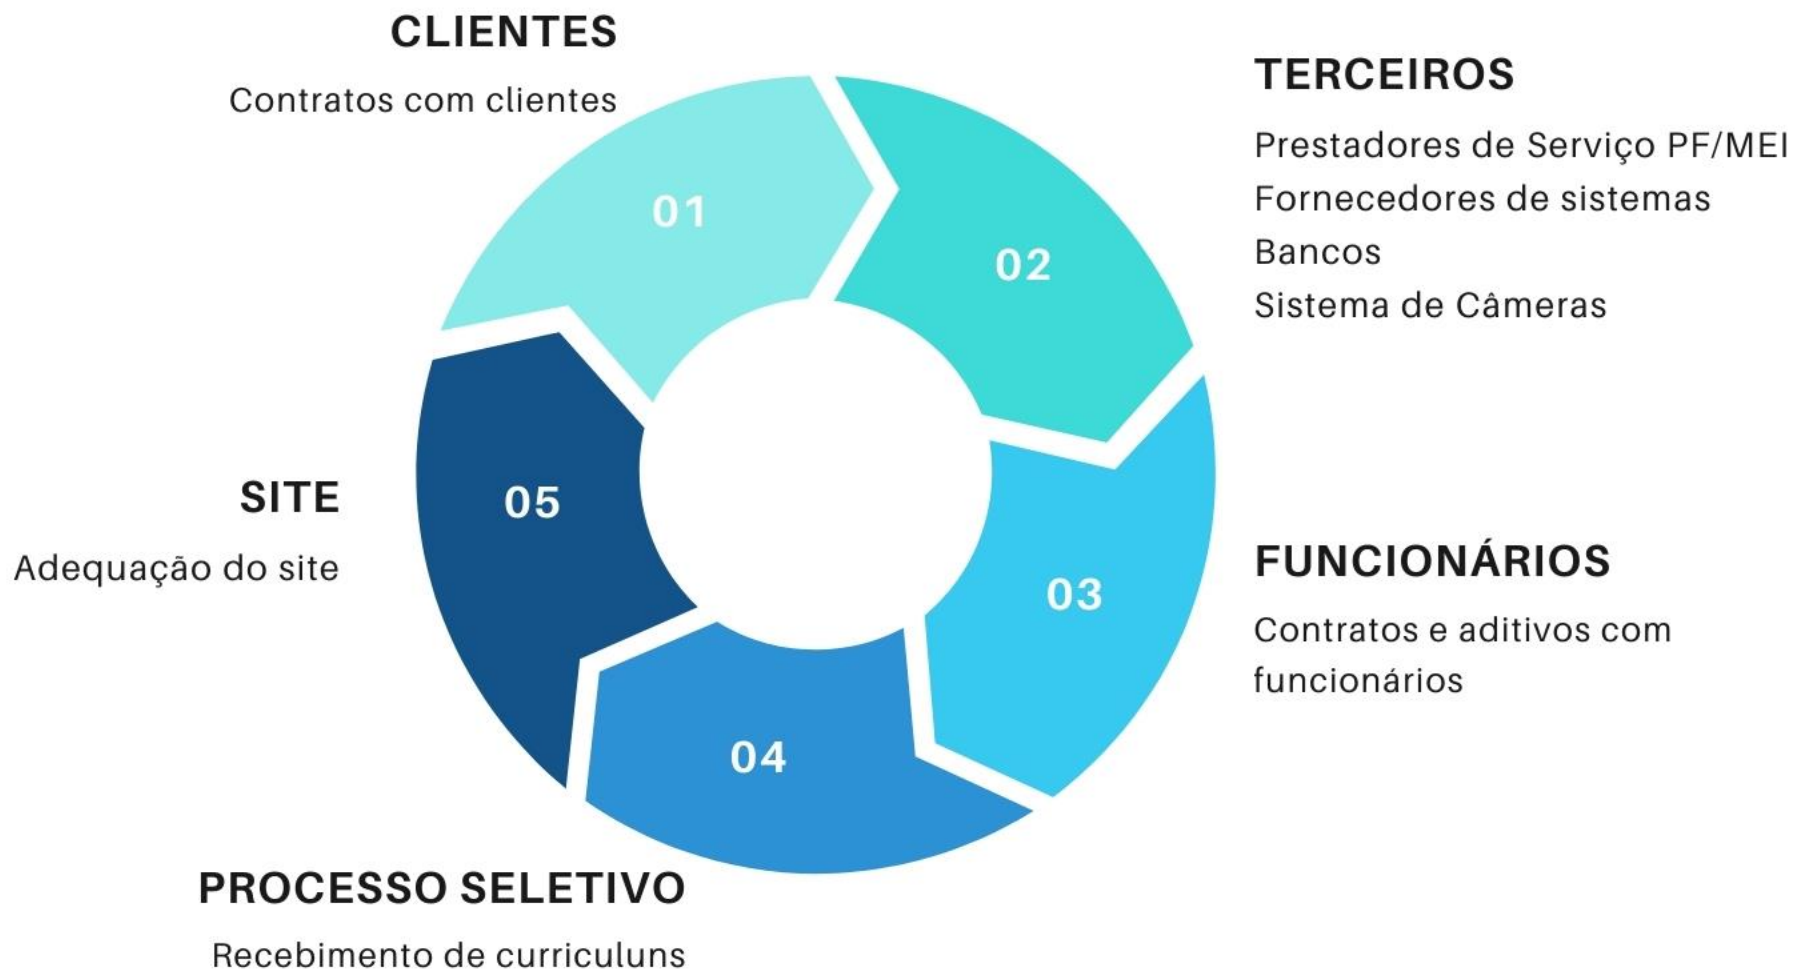 CLIENTES
Contratos com clientes
01
TERCEIROS
Prestadores de Serviço PF/MEI
Fornecedores de sistemas
Bancos
Sistema de Câmeras
02
FUNCIONÁRIOS
Contratos e aditivos com
funcionários
03
PROCESSO SELETIVO
Recebimento de curriculuns
04
SITE
Adequação do site
05